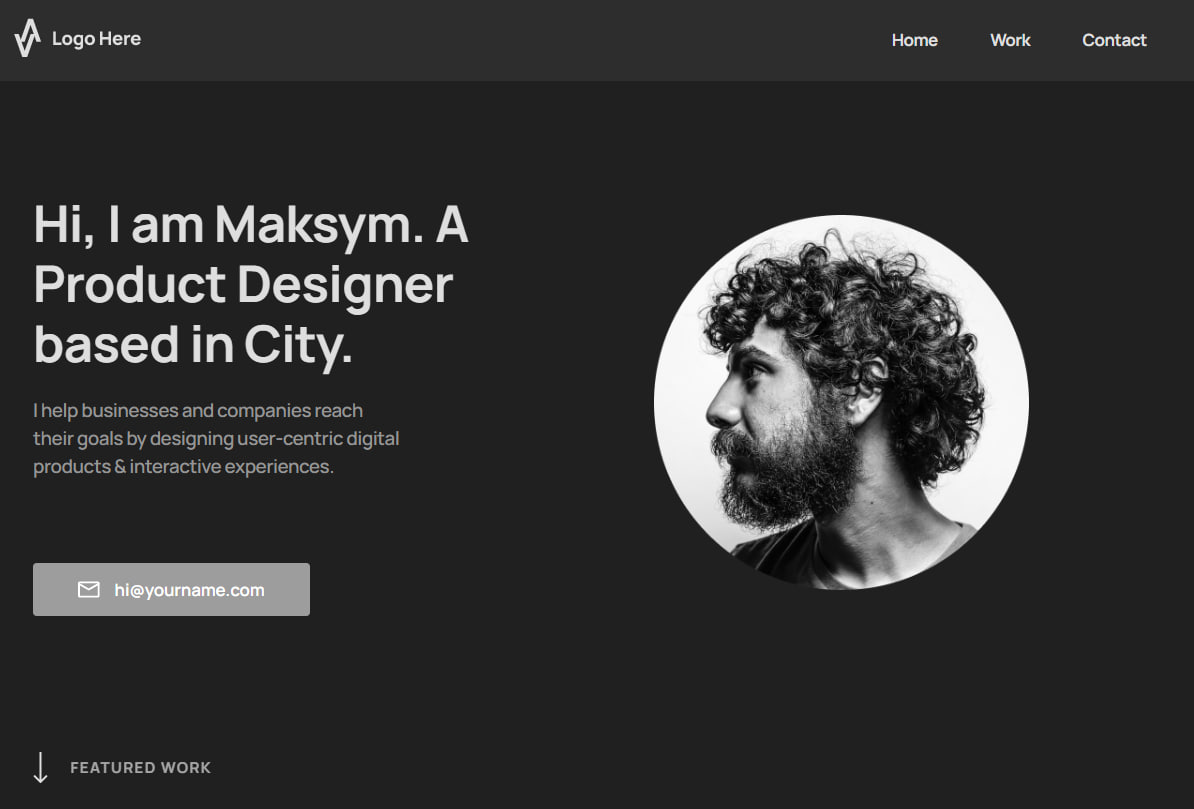 Logo Here
Home
Work
Contact
Hi, I am Maksym. A
Product Designer
based in City.
I help businesses and companies reach
their goals by designing user-centric digital
products & interactive experiences.
hi@yourname.com
FEATURED WORK